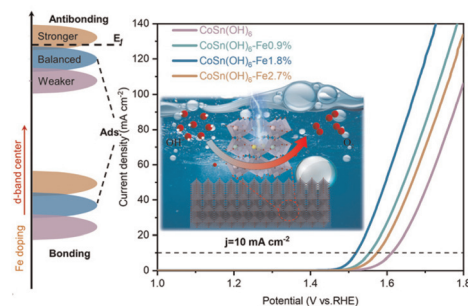 Antibonding
Stronger
Ef
Balanced
Weaker
Ads
Fe doping
d-band center
Bonding
Current density (mA cm-2)
140
120
100
80
60
40
20
0
CoSn(OH)6
CoSn(OH)6-Fe0.9%
CoSn(OH)6-Fe1.8%
CoSn(OH)6-Fe2.7%
OH
j=10 mA cm-2
1.0
1.2
1.4
1.6
1.8
Potential (V vs.RHE)